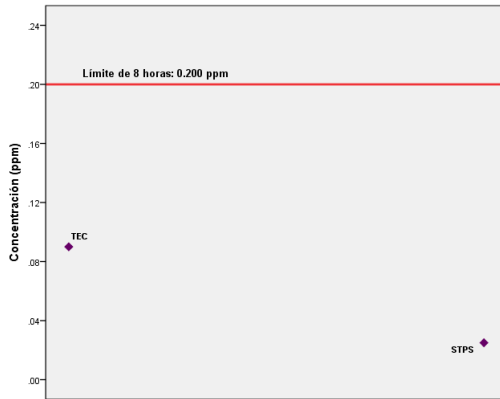 .24
Límite de 8 horas: 0.200 ppm
.20
.16
Concentración (ppm)
.12
TEC
.08
.04
STPS
.00